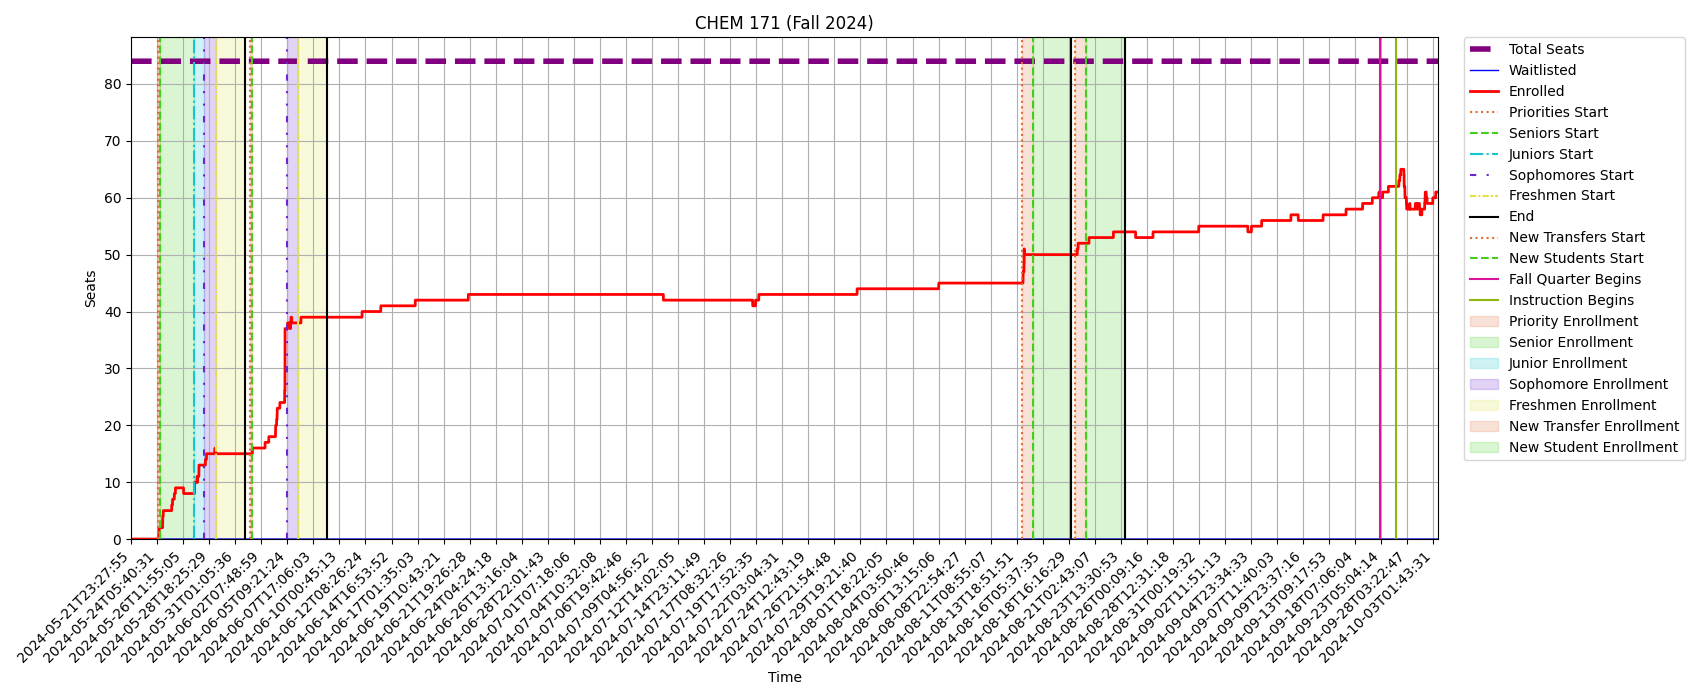 CHEM 171 (Fall 2024)
Seats
80
70
60
50
40
30
20
10
0
2024-05-21T23:27:55
2024-05-24T05:40:31
2024-05-26T11:55:05
2024-05-28T18:25:29
2024-05-31T01:05:36
2024-06-02T07:48:59
2024-06-05T09:21:24
2024-06-07T17:06:03
2024-06-10T00:45:13
2024-06-12T08:26:24
2024-06-14T16:53:52
2024-06-17T01:35:03
2024-06-19T10:43:21
2024-06-21T19:26:28
2024-06-24T04:24:18
2024-06-26T13:16:04
2024-06-28T22:01:43
2024-07-01T07:18:06
2024-07-04T10:32:08
2024-07-06T19:42:46
2024-07-09T04:56:52
2024-07-12T14:02:05
2024-07-14T23:11:49
2024-07-17T08:32:26
2024-07-19T17:52:35
2024-07-22T03:04:31
2024-07-24T12:43:19
2024-07-26T21:54:48
2024-07-29T19:21:40
2024-08-01T18:22:05
2024-08-04T03:50:46
2024-08-06T13:15:06
2024-08-08T22:54:27
2024-08-11T08:55:07
2024-08-13T18:51:51
2024-08-16T05:37:35
2024-08-18T16:16:29
2024-08-21T02:43:07
2024-08-23T13:30:53
2024-08-26T00:09:16
2024-08-28T12:31:18
2024-08-31T00:19:32
2024-09-02T11:51:13
2024-09-04T23:34:33
2024-09-07T11:40:03
2024-09-09T23:37:16
2024-09-13T09:17:53
2024-09-18T07:06:04
2024-09-23T05:04:14
2024-09-28T03:22:47
2024-10-03T01:43:31
Time
Total Seats
Waitlisted
Enrolled
Priorities Start
Seniors Start
Juniors Start
Sophomores Start
Freshmen Start
End
New Transfers Start
New Students Start
Fall Quarter Begins
Instruction Begins
Priority Enrollment
Senior Enrollment
Junior Enrollment
Sophomore Enrollment
Freshmen Enrollment
New Transfer Enrollment
New Student Enrollment